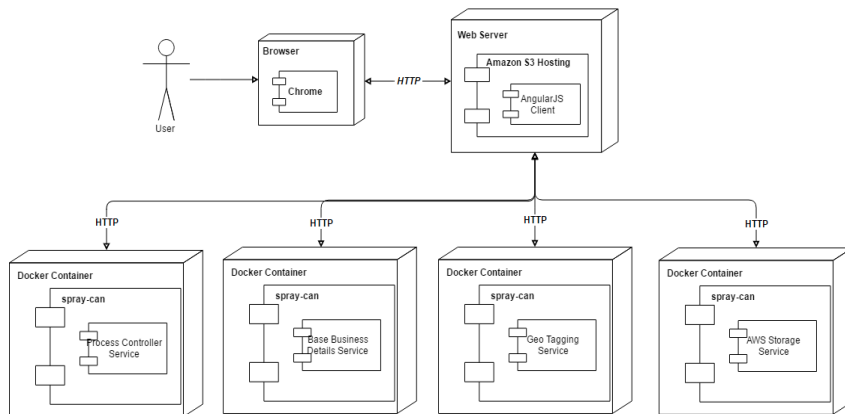 Web Server
Browser
Amazon S3 Hosting
Chrome
HTTP
AngularJS
Client
User
HTTP
HTTP
HTTP
HTTP
Docker Container
spray-can
Process Controller
Service
Docker Container
spray-can
Base Business
Details Service
Docker Container
spray-can
Geo Tagging
Service
Docker Container
spray-can
AWS Storage
Service